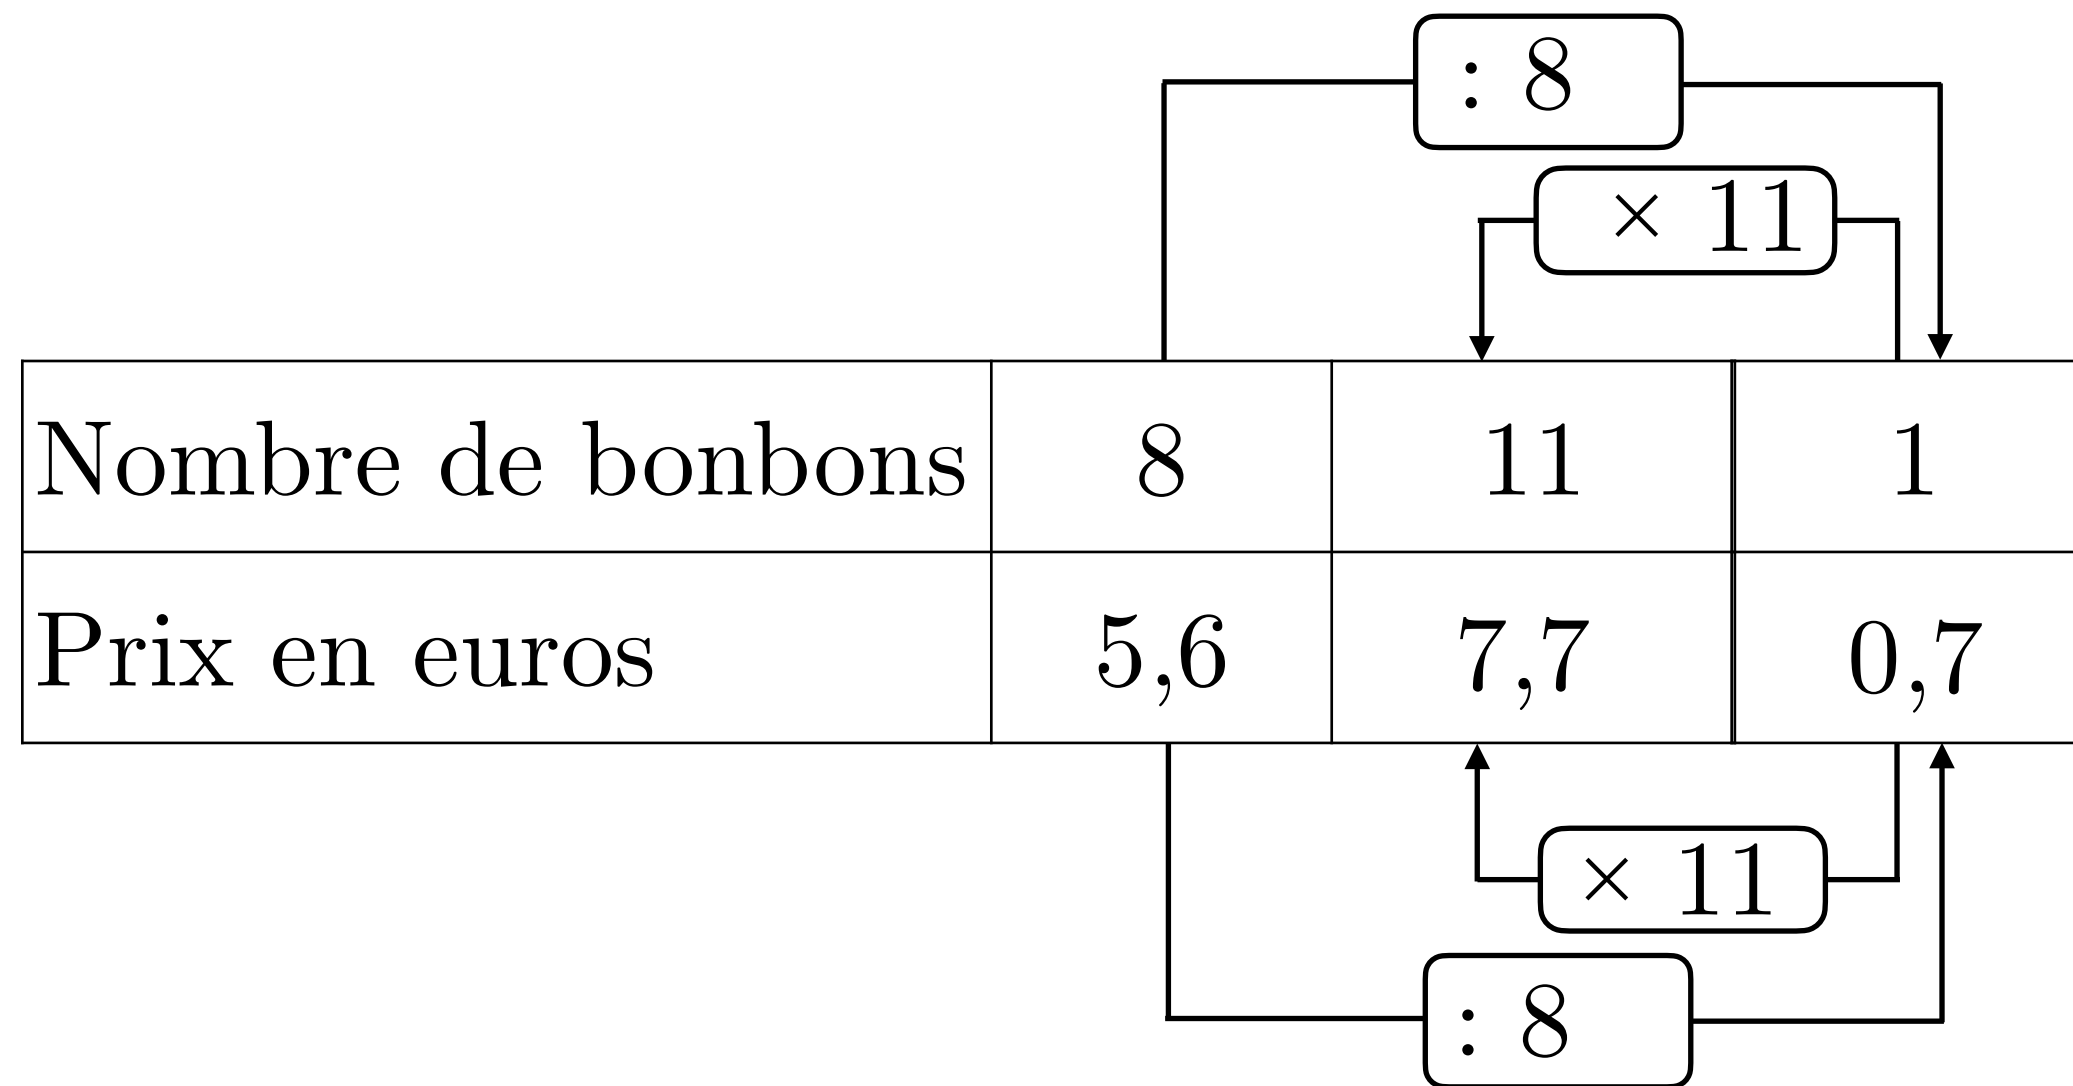 : 8
× 11
Nombre de bonbons 8 11 1
Prix en euros 5,6 7,7 0,7
× 11
: 8